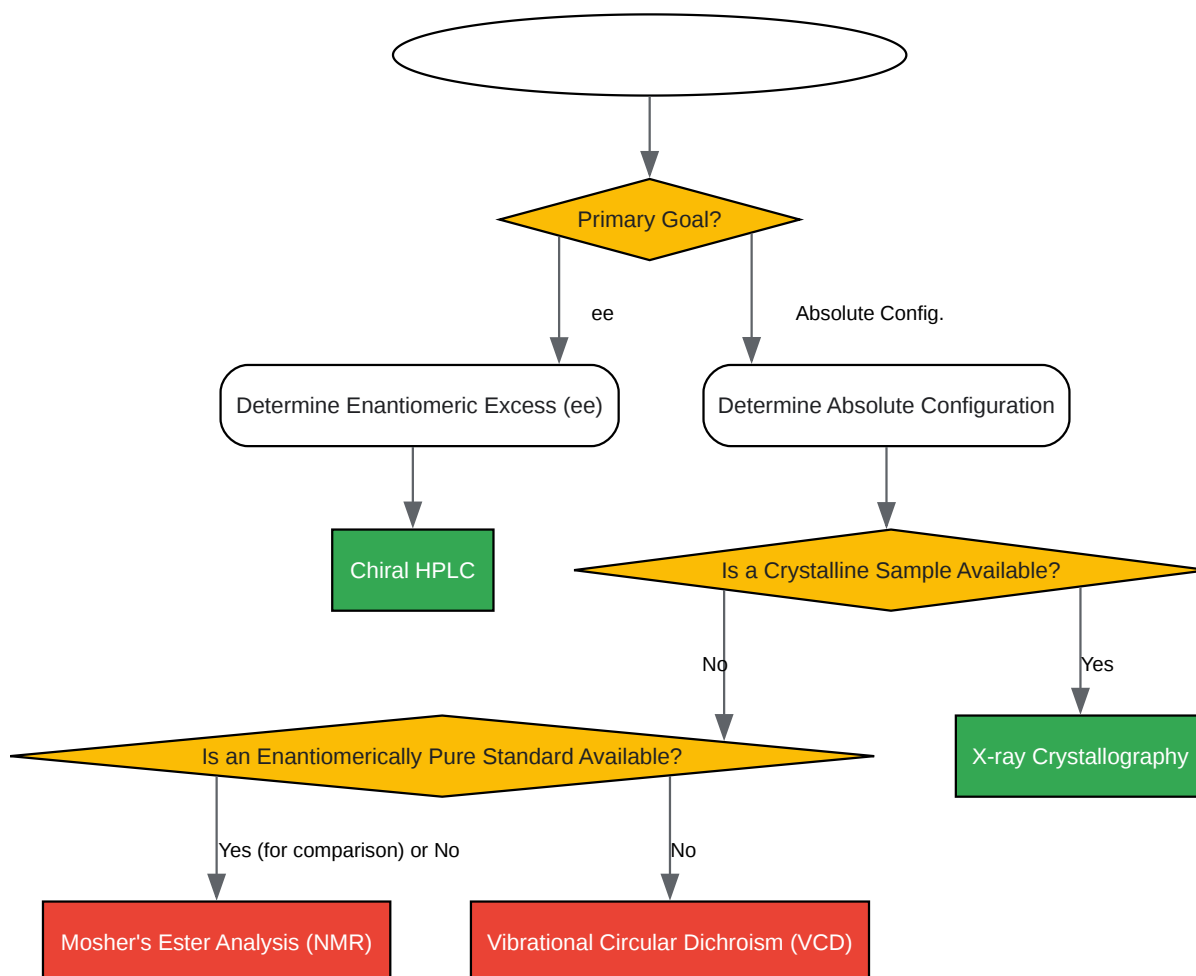 Primary Goal?
ee
Absolute Config.
Determine Enantiomeric Excess (ee)
Determine Absolute Configuration
Chiral HPLC
Is a Crystalline Sample Available?
No
Yes
Is an Enantiomerically Pure Standard Available?
X-ray Crystallography
Yes (for comparison) or No
No
Mosher's Ester Analysis (NMR)
Vibrational Circular Dichroism (VCD)